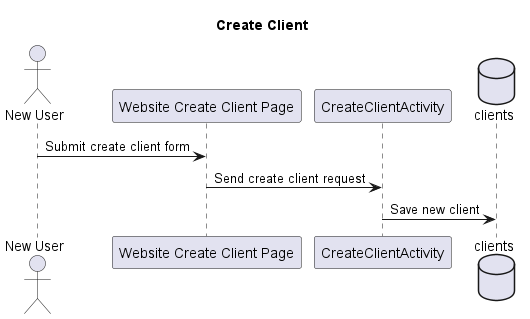 Create Client
New User
Website Create Client Page
CreateClientActivity
clients
Submit create client form
Send create client request
Save new client
New User
Website Create Client Page
CreateClientActivity
clients